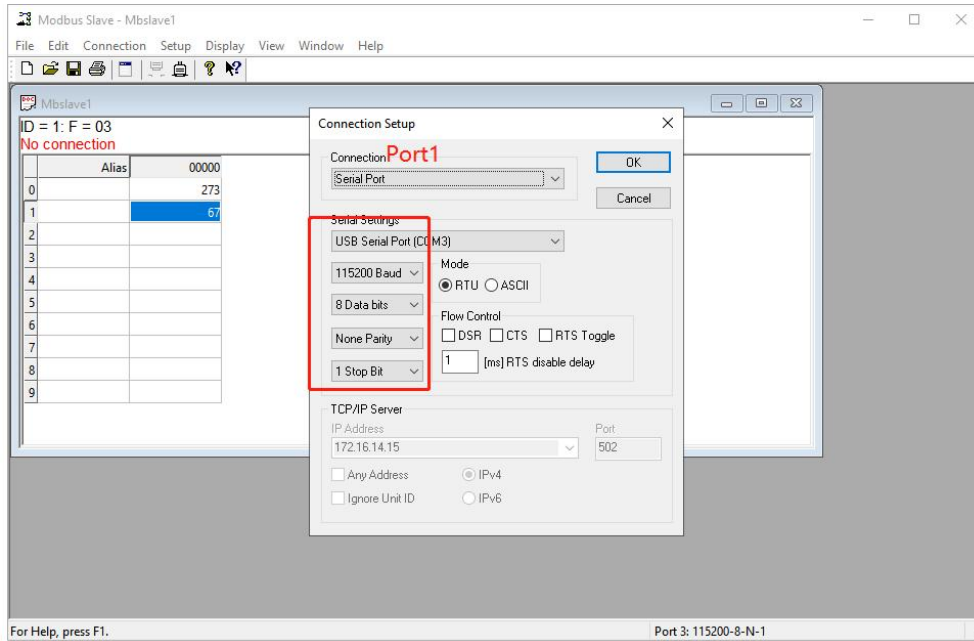 Modbus Slave - Mbslave1
File Edit Connection Setup Display View Window Help
Mbslave1
ID = 1: F = 03
No connection
Alias 00000
0 273
1 67
2
3
4
5
6
7
8
9
Connection Setup
Connection Port1
Serial Port
OK
Cancel
Serial Settings
USB Serial Port (COM3)
115200 Baud
Mode
RTU ASCII
8 Data bits
Flow Control
None Parity
DSR CTS RTS Toggle
1 Stop Bit
1 [ms] RTS disable delay
TCP/IP Server
IP Address Port
172.16.14.15 502
Any Address IPv4
Ignore Unit ID IPv6
For Help, press F1. Port 3: 115200-8-N-1